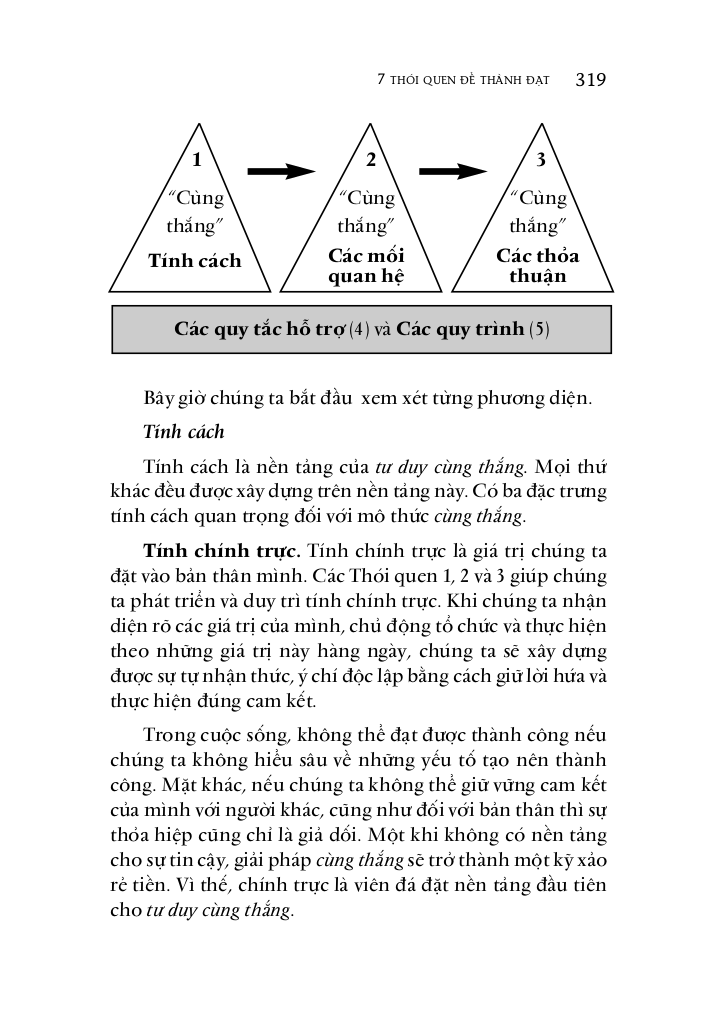 7 THÓI QUEN ĐỂ THÀNH ĐẠT 319
1
2
3
“Cùng
thắng”
Tính cách
“Cùng
thắng”
Các mối
quan hệ
“Cùng
thắng”
Các thỏa
thuận
Các quy tắc hỗ trợ (4) và Các quy trình (5)
Bây giờ chúng ta bắt đầu xem xét từng phương diện.
Tính cách
Tính cách là nền tảng của tư duy cùng thắng. Mọi thứ
khác đều được xây dựng trên nền tảng này. Có ba đặc trưng
tính cách quan trọng đối với mô thức cùng thắng.
Tính chính trực. Tính chính trực là giá trị chúng ta
đặt vào bản thân mình. Các Thói quen 1, 2 và 3 giúp chúng
ta phát triển và duy trì tính chính trực. Khi chúng ta nhận
diện rõ các giá trị của mình, chủ động tổ chức và thực hiện
theo những giá trị này hàng ngày, chúng ta sẽ xây dựng
được sự tự nhận thức, ý chí độc lập bằng cách giữ lời hứa và
thực hiện đúng cam kết.
Trong cuộc sống, không thể đạt được thành công nếu
chúng ta không hiểu sâu về những yếu tố tạo nên thành
công. Mặt khác, nếu chúng ta không thể giữ vững cam kết
của mình với người khác, cũng như đối với bản thân thì sự
thỏa hiệp cũng chỉ là giả dối. Một khi không có nền tảng
cho sự tin cậy, giải pháp cùng thắng sẽ trở thành một kỹ xảo
rẻ tiền. Vì thế, chính trực là viên đá đặt nền tảng đầu tiên
cho tư duy cùng thắng.